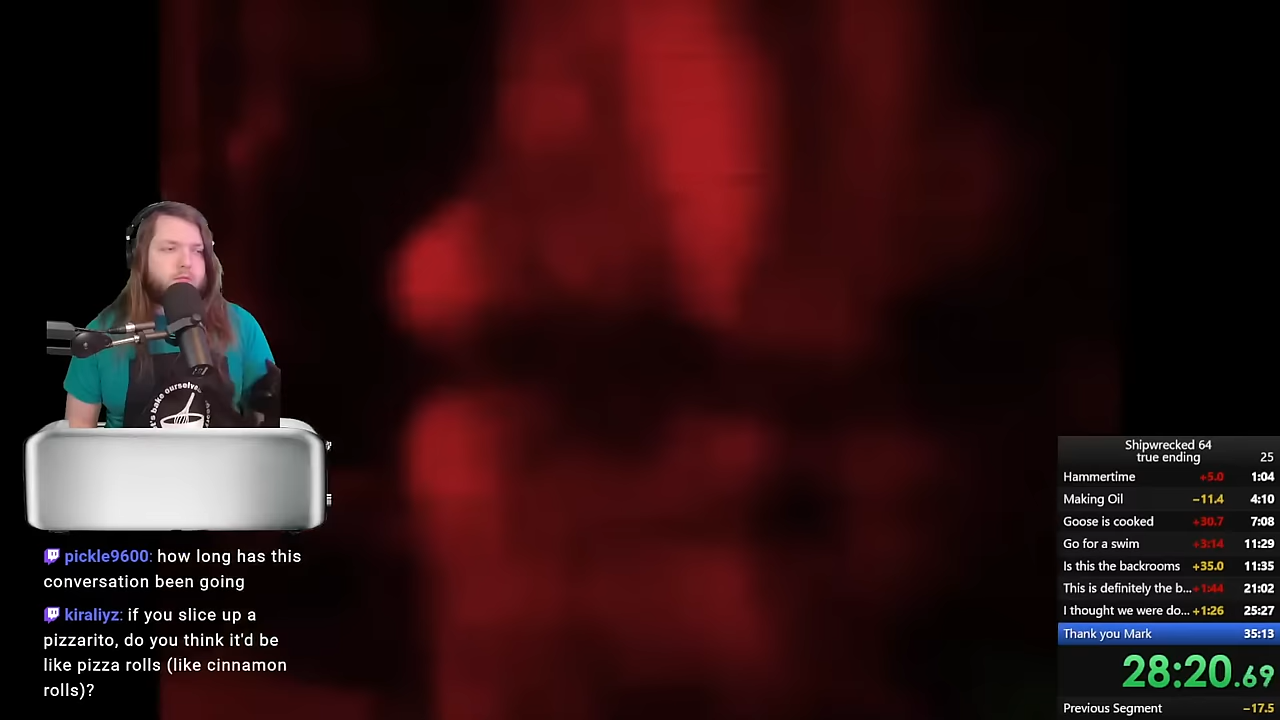 's bake ourselve
pickle9600: how long has this
conversation been going
kiraliyz: if you slice up a
pizzarito, do you think it'd be
like pizza rolls (like cinnamon
rolls)?
Shipwrecked 64
true ending 25
Hammertime +5.0 1:04
Making Oil −11.4 4:10
Goose is cooked +30.7 7:08
Go for a swim +3:14 11:29
Is this the backrooms +35.0 11:35
This is definitely the b... +1:44 21:02
I thought we were do... +1:26 25:27
Thank you Mark 35:13
28:20.69
Previous Segment −17.5